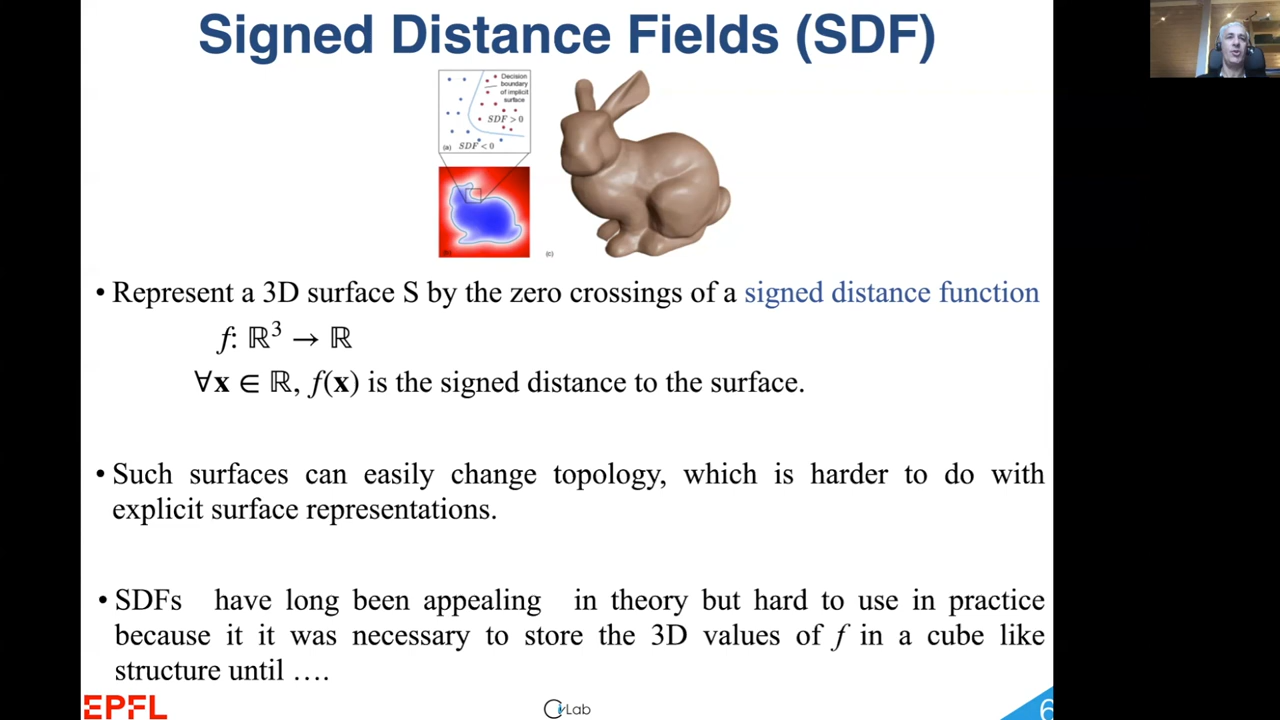 Signed Distance Fields (SDF)
Decision
boundary
of implicit
surface
SDF > 0
(a) SDF < 0
(c)
• Represent a 3D surface S by the zero crossings of a signed distance function
f: ℝ³ → ℝ
∀x ∈ ℝ, f(x) is the signed distance to the surface.
• Such surfaces can easily change topology, which is harder to do with
explicit surface representations.
• SDFs have long been appealing in theory but hard to use in practice
because it it was necessary to store the 3D values of f in a cube like
structure until ….
EPFL
CVLab
6